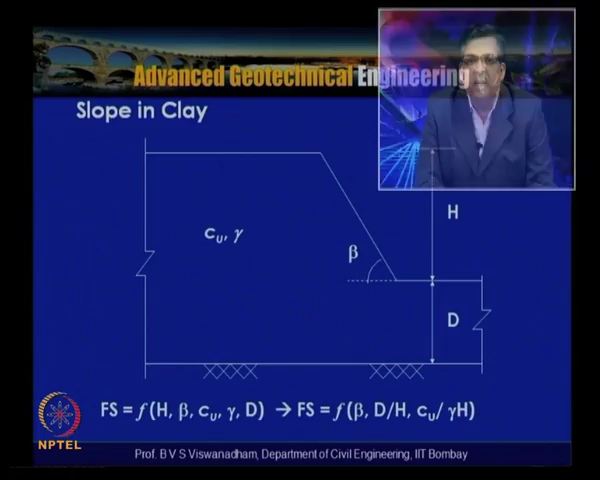 Advanced Geotechnical Engineering
Slope in Clay
cᵤ, γ
β
H
D
FS = f (H, β, cᵤ, γ, D) → FS = f (β, D/H, cᵤ/ γH)
NPTEL
Prof. B V S Viswanadham, Department of Civil Engineering, IIT Bombay